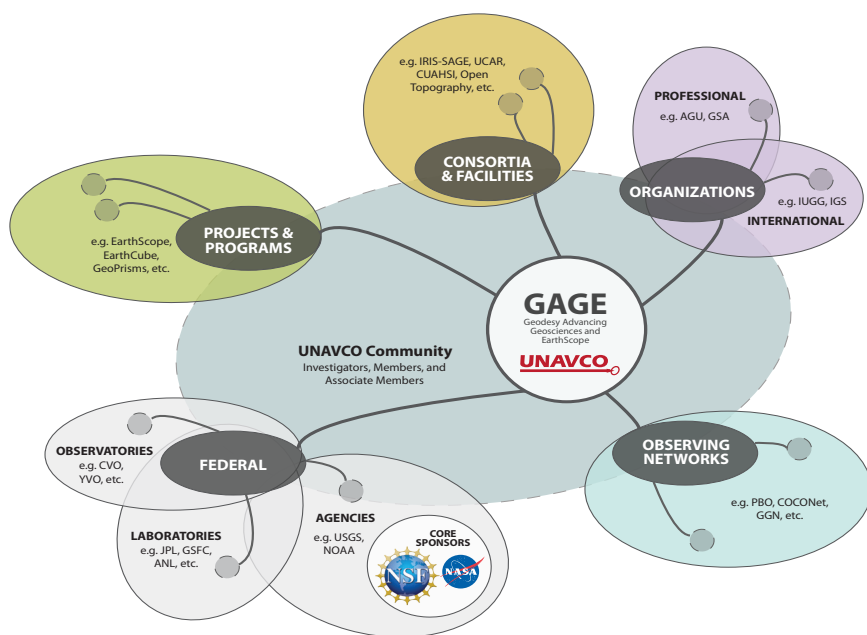 e.g. IRIS-SAGE, UCAR,
CUAHSI, Open
Topography, etc.
CONSORTIA
& FACILITIES
PROFESSIONAL
e.g. AGU, GSA
ORGANIZATIONS
e.g. IUGG, IGS
INTERNATIONAL
PROJECTS &
PROGRAMS
e.g. EarthScope,
EarthCube,
GeoPrisms, etc.
GAGE
Geodesy Advancing
Geosciences and
EarthScope
UNAVCO
UNAVCO Community
Investigators, Members, and
Associate Members
OBSERVATORIES
e.g. CVO,
YVO, etc.
FEDERAL
LABORATORIES
e.g. JPL, GSFC,
ANL, etc.
AGENCIES
e.g. USGS,
NOAA
CORE
SPONSORS
NSF
NASA
OBSERVING
NETWORKS
e.g. PBO, COCONet,
GGN, etc.